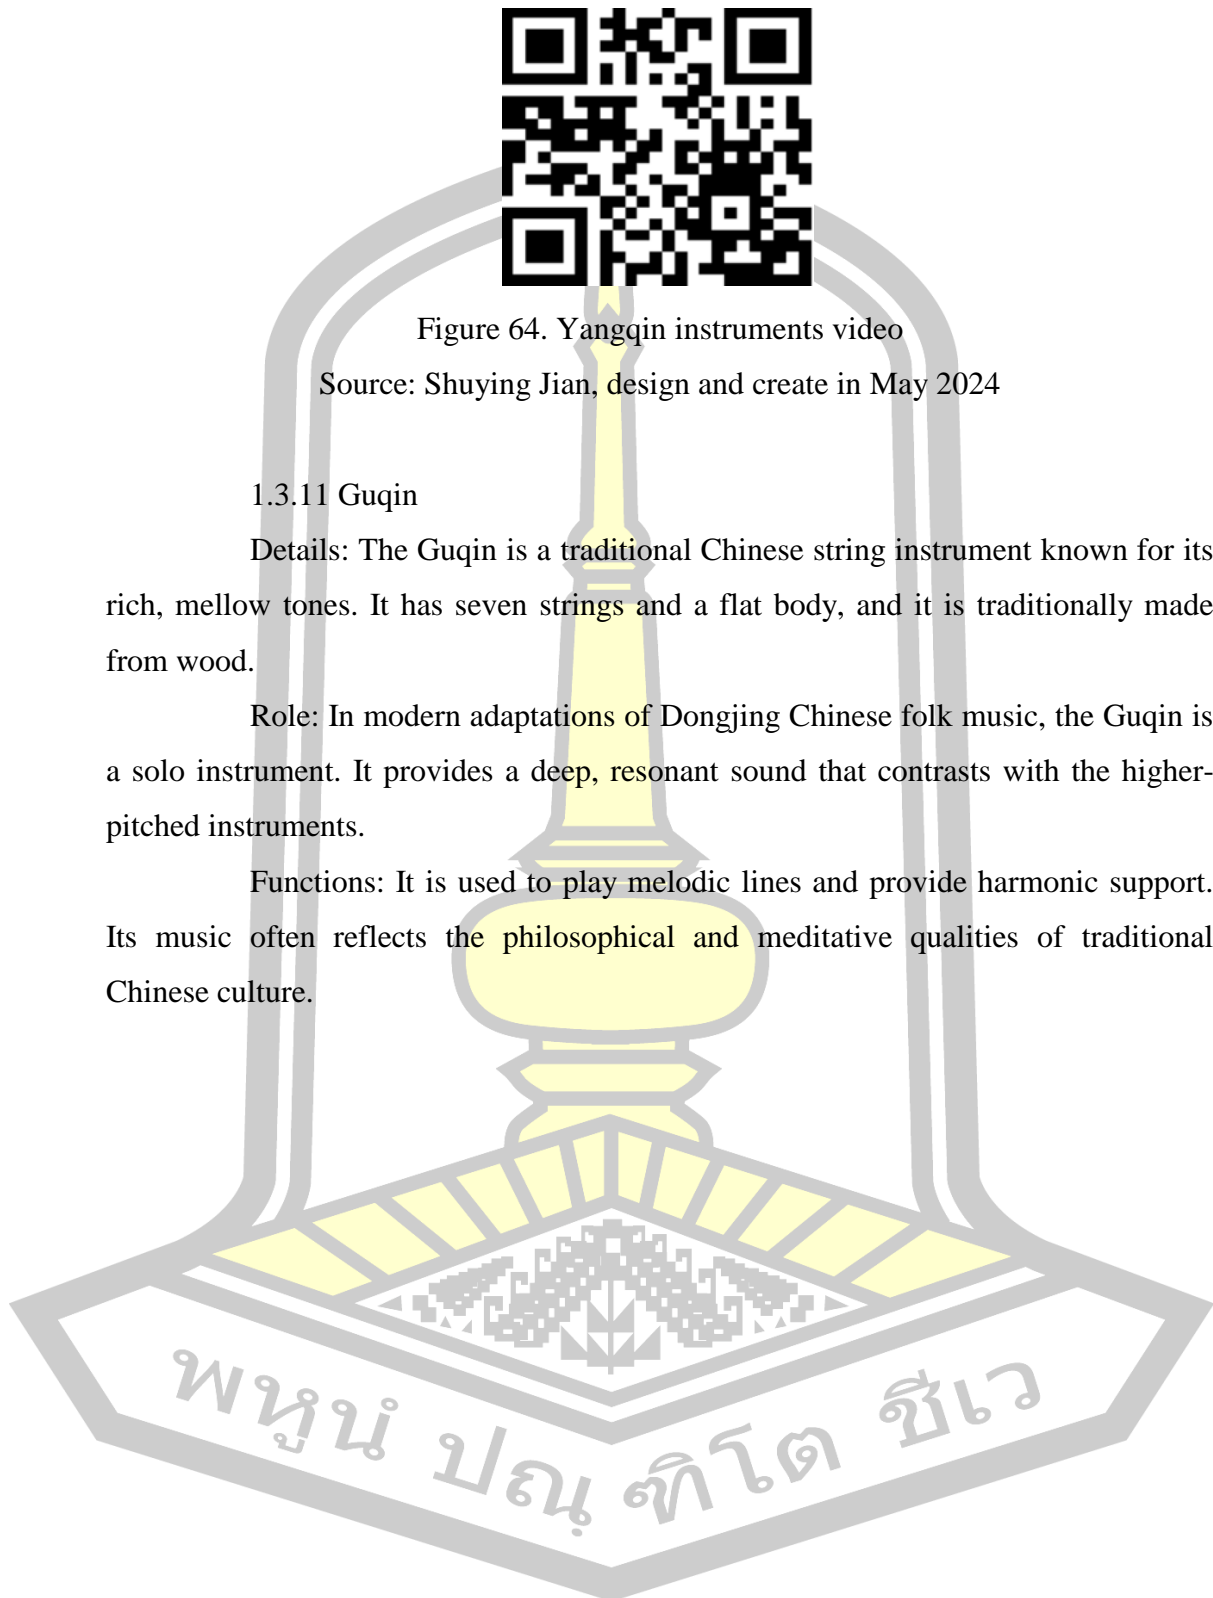 Figure 64. Yangqin instruments video
Source: Shuying Jian, design and create in May 2024
1.3.11 Guqin
Details: The Guqin is a traditional Chinese string instrument known for its
rich, mellow tones. It has seven strings and a flat body, and it is traditionally made
from wood.
Role: In modern adaptations of Dongjing Chinese folk music, the Guqin is
a solo instrument. It provides a deep, resonant sound that contrasts with the higher-
pitched instruments.
Functions: It is used to play melodic lines and provide harmonic support.
Its music often reflects the philosophical and meditative qualities of traditional
Chinese culture.
พหูนํ ปณฺฑิโต ชีเว